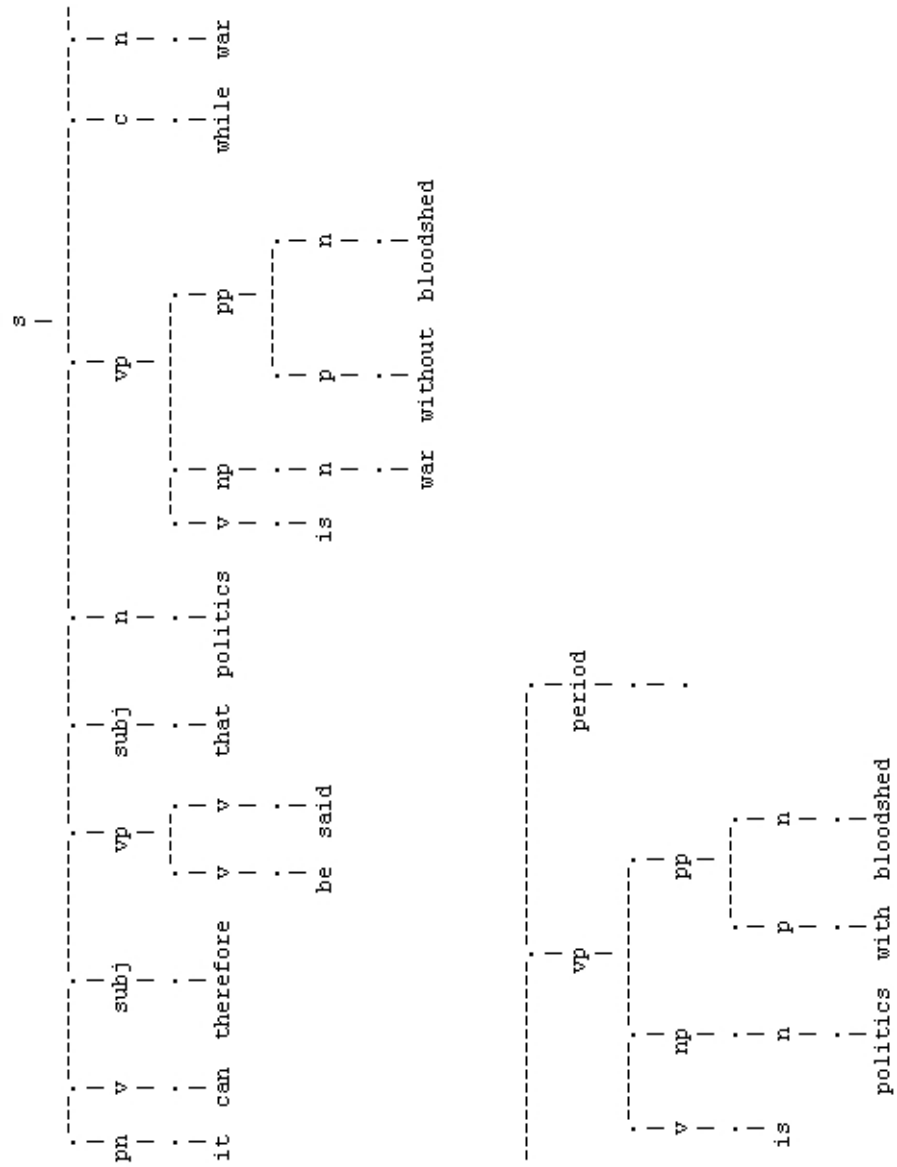 s
pn v subj vp subj n vp c n
it can therefore v v that politics v np pp while war
be said is n p n
war without bloodshed
vp period
v np pp .
is n p n
politics with bloodshed